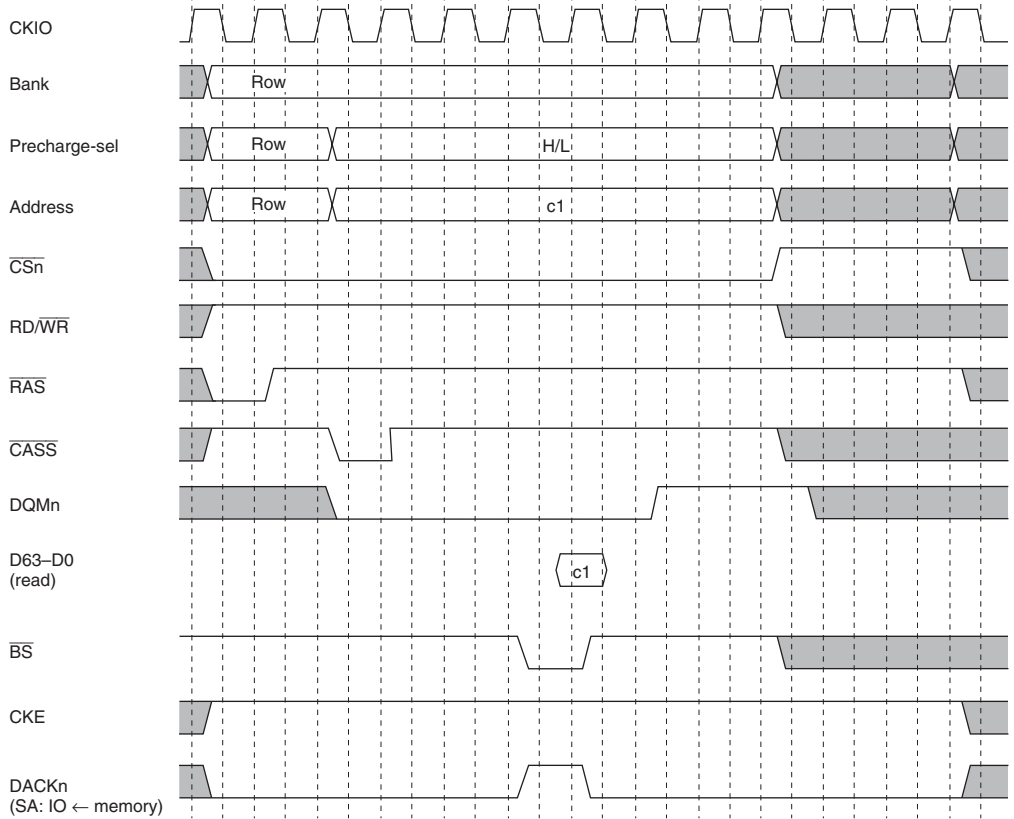 CKIO
Bank
Row
Precharge-sel
Row
H/L
Address
Row
c1
CSn
RD/WR
RAS
CASS
DQMn
D63–D0
(read)
c1
BS
CKE
DACKn
(SA: IO ← memory)